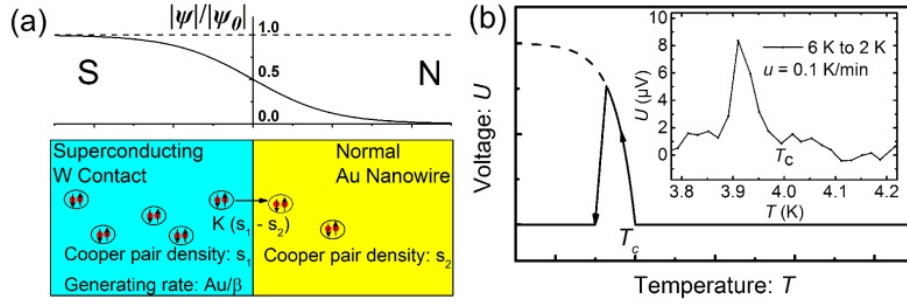 (a)
|ψ|/|ψ₀|
1.0
S
N
0.5
0.0
Superconducting
W Contact
Normal
Au Nanowire
K (s₁ - s₂)
Cooper pair density: s₁
Cooper pair density: s₂
Generating rate: Au/β
(b)
Voltage: U
T_c
Temperature: T
U (μV)
10
8
6
4
2
0
6 K to 2 K
u = 0.1 K/min
T_C
3.8
3.9
4.0
4.1
4.2
T (K)